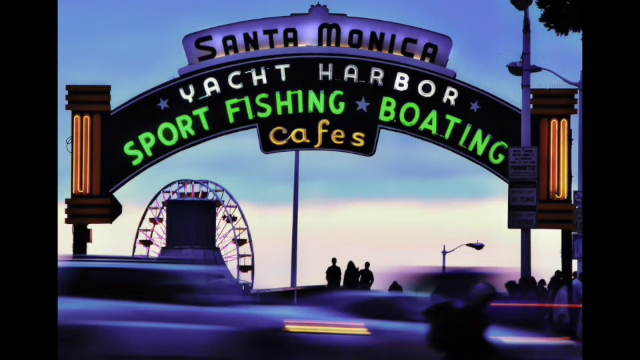 SANTA MONICA
YACHT HARBOR
★ SPORT FISHING ★ BOATING ★
cafes